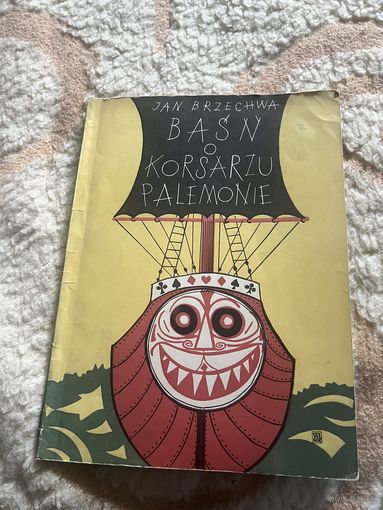 JAN BRZECHWA
BAŚŃ
O
KORSARZU
PALEMONIE